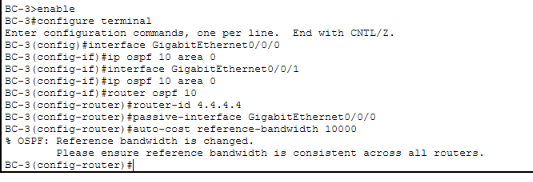 BC-3>enable
BC-3#configure terminal
Enter configuration commands, one per line.  End with CNTL/Z.
BC-3(config)#interface GigabitEthernet0/0/0
BC-3(config-if)#ip ospf 10 area 0
BC-3(config-if)#interface GigabitEthernet0/0/1
BC-3(config-if)#ip ospf 10 area 0
BC-3(config-if)#router ospf 10
BC-3(config-router)#router-id 4.4.4.4
BC-3(config-router)#passive-interface GigabitEthernet0/0/0
BC-3(config-router)#auto-cost reference-bandwidth 10000
% OSPF: Reference bandwidth is changed.
        Please ensure reference bandwidth is consistent across all routers.
BC-3(config-router)#